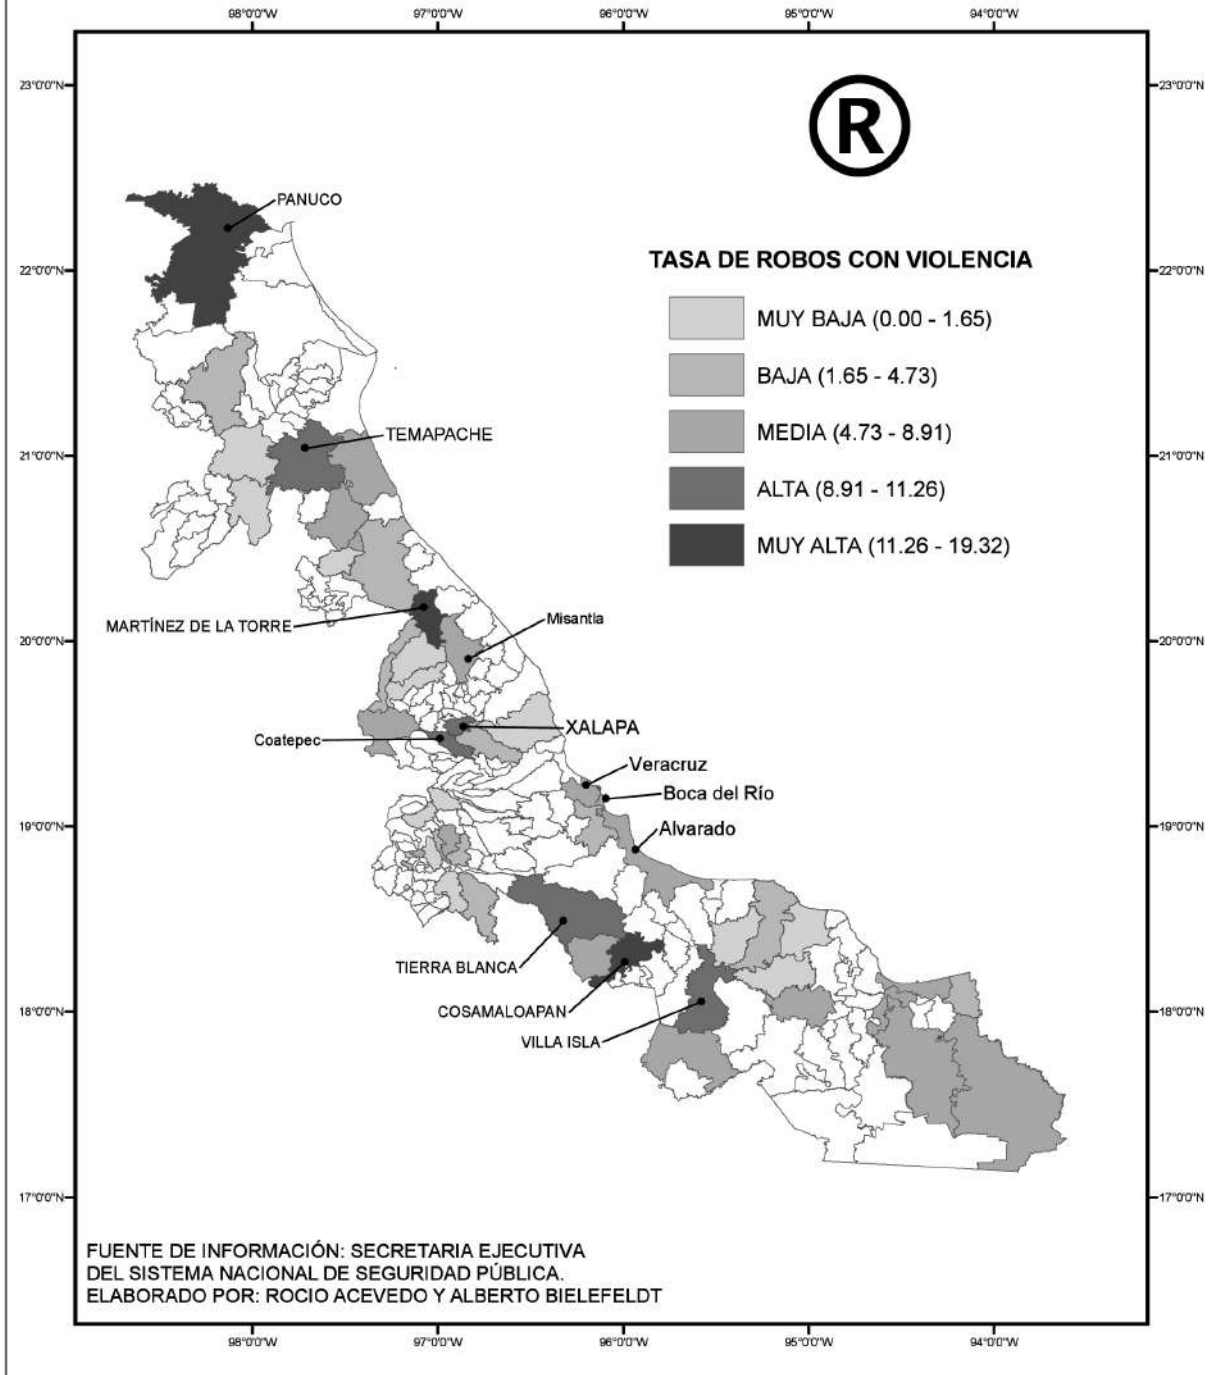 98°0'0"W 97°0'0"W 96°0'0"W 95°0'0"W 94°0'0"W
23°0'0"N 23°0'0"N
®
PANUCO
TASA DE ROBOS CON VIOLENCIA
22°0'0"N 22°0'0"N
MUY BAJA (0.00 - 1.65)
BAJA (1.65 - 4.73)
MEDIA (4.73 - 8.91)
TEMAPACHE
21°0'0"N 21°0'0"N
ALTA (8.91 - 11.26)
MUY ALTA (11.26 - 19.32)
MARTÍNEZ DE LA TORRE
Misantla
20°0'0"N 20°0'0"N
XALAPA
Coatepec
Veracruz
Boca del Río
19°0'0"N 19°0'0"N
Alvarado
TIERRA BLANCA
COSAMALOAPAN
18°0'0"N 18°0'0"N
VILLA ISLA
17°0'0"N 17°0'0"N
FUENTE DE INFORMACIÓN: SECRETARIA EJECUTIVA
DEL SISTEMA NACIONAL DE SEGURIDAD PÚBLICA.
ELABORADO POR: ROCIO ACEVEDO Y ALBERTO BIELEFELDT
98°0'0"W 97°0'0"W 96°0'0"W 95°0'0"W 94°0'0"W